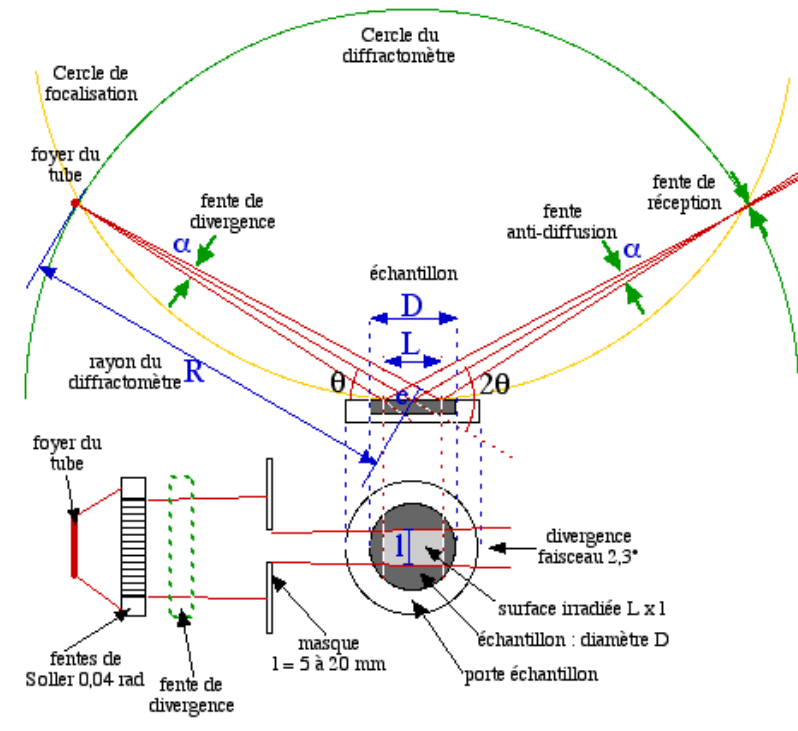 Cercle du
diffractomètre
Cercle de
focalisation
foyer du
tube
fente de
divergence
α
fente de
réception
fente
anti-diffusion
α
échantillon
D
L
rayon du
diffractomètre
R
θ
e
2θ
foyer du
tube
l
divergence
faisceau 2,3°
surface irradiée L x l
échantillon : diamètre D
porte échantillon
masque
l = 5 à 20 mm
fentes de
Soller 0,04 rad
fente de
divergence